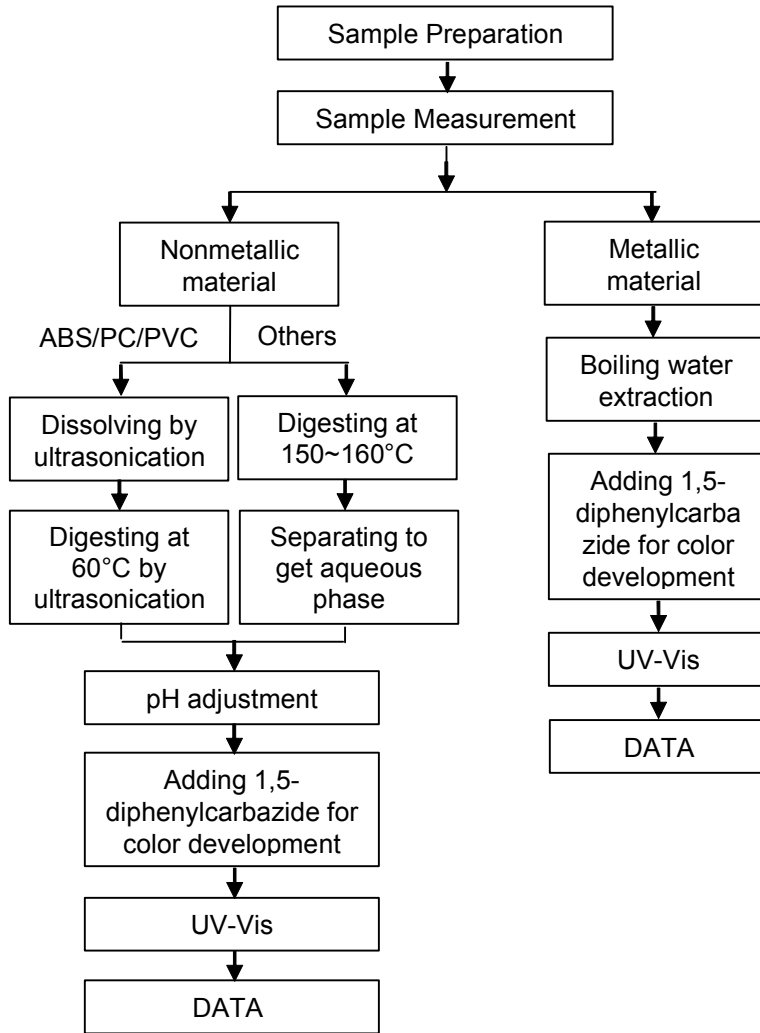 Sample Preparation
Sample Measurement
Nonmetallic
material
Metallic
material
ABS/PC/PVC
Others
Boiling water
extraction
Dissolving by
ultrasonication
Digesting at
150~160°C
Adding 1,5-
diphenylcarba
zide for color
development
Digesting at
60°C by
ultrasonication
Separating to
get aqueous
phase
UV-Vis
pH adjustment
DATA
Adding 1,5-
diphenylcarbazide for
color development
UV-Vis
DATA